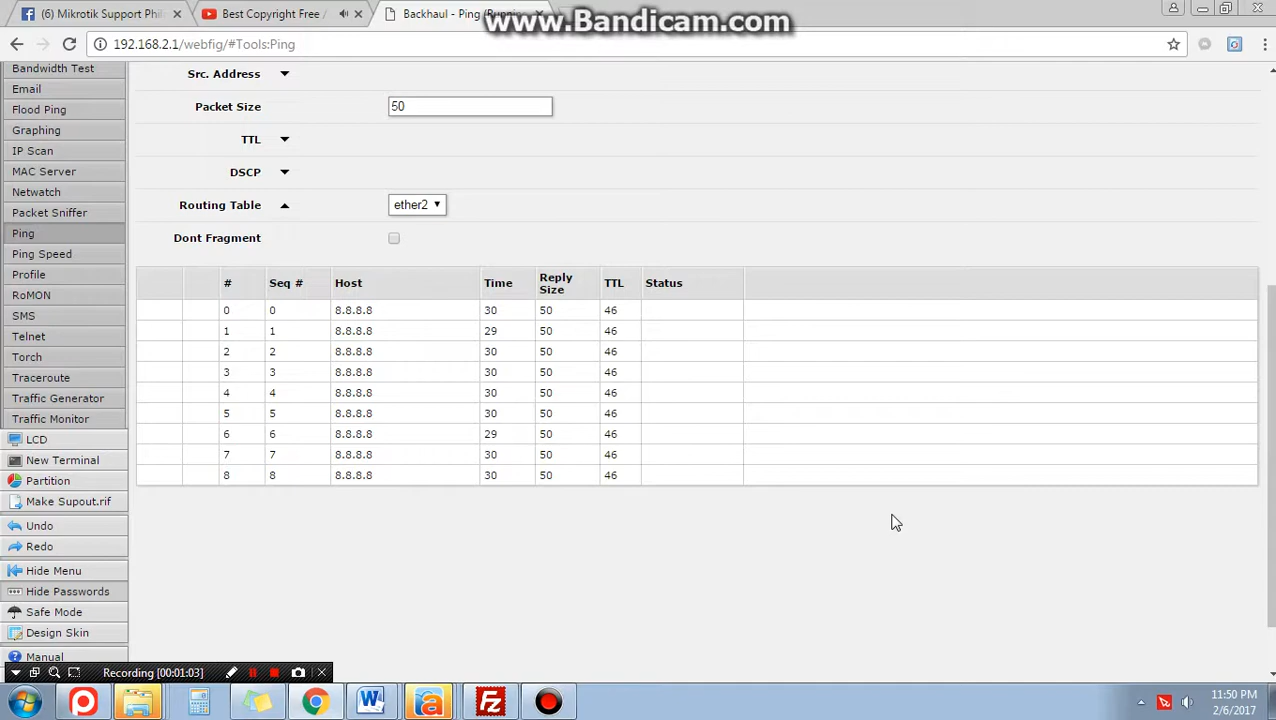 (6) Mikrotik Support Phi
Best Copyright Free /
Backhaul - Ping (Runnin
www.Bandicam.com
192.168.2.1/webfig/#Tools:Ping
Bandwidth Test
Email
Flood Ping
Graphing
IP Scan
MAC Server
Netwatch
Packet Sniffer
Ping
Ping Speed
Profile
RoMON
SMS
Telnet
Torch
Traceroute
Traffic Generator
Traffic Monitor
LCD
New Terminal
Partition
Make Supout.rif
Undo
Redo
Hide Menu
Hide Passwords
Safe Mode
Design Skin
Manual
Src. Address
Packet Size 50
TTL
DSCP
Routing Table ether2
Dont Fragment
# Seq # Host Time Reply Size TTL Status
0 0 8.8.8.8 30 50 46
1 1 8.8.8.8 29 50 46
2 2 8.8.8.8 30 50 46
3 3 8.8.8.8 30 50 46
4 4 8.8.8.8 30 50 46
5 5 8.8.8.8 30 50 46
6 6 8.8.8.8 29 50 46
7 7 8.8.8.8 30 50 46
8 8 8.8.8.8 30 50 46
Recording [00:01:03]
11:50 PM
2/6/2017